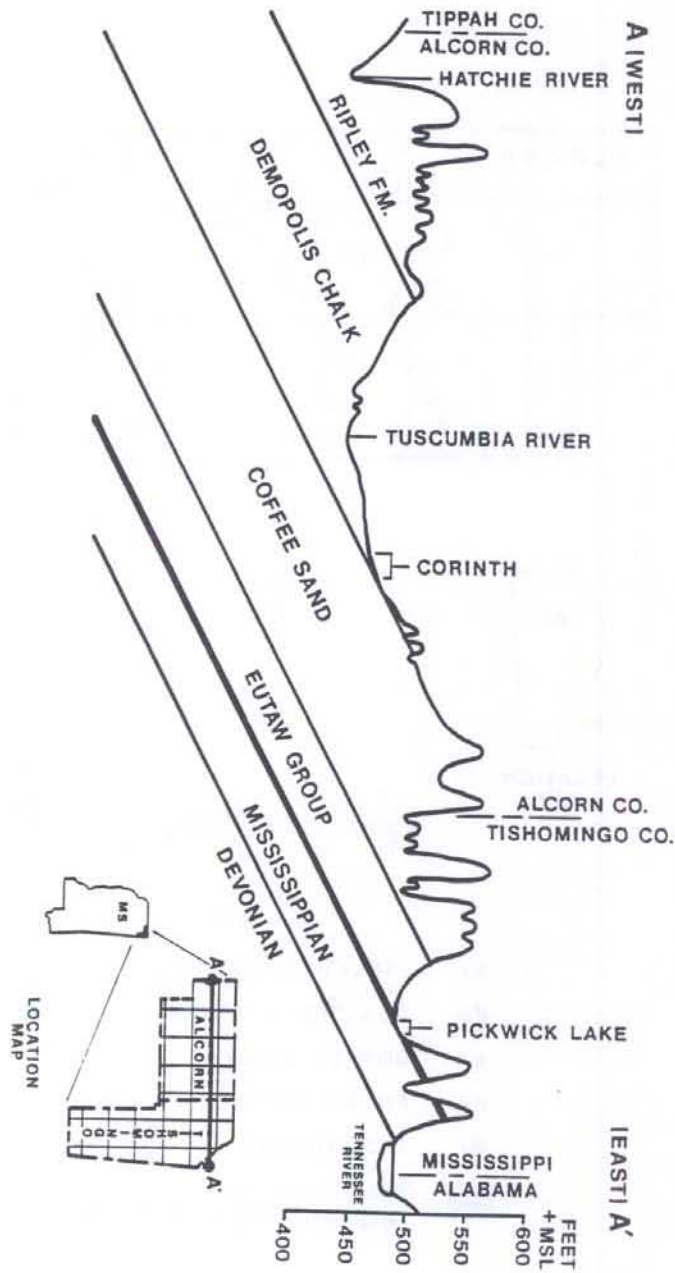 A (WEST)
(EAST) A'
TIPPAH CO.
ALCORN CO.
HATCHIE RIVER
TUSCUMBIA RIVER
CORINTH
ALCORN CO.
TISHOMINGO CO.
PICKWICK LAKE
MISSISSIPPI
ALABAMA
TENNESSEE
RIVER
FEET
+ MSL
600
550
500
450
400
RIPLEY FM.
DEMOPOLIS CHALK
COFFEE SAND
EUTAW GROUP
MISSISSIPPIAN
DEVONIAN
MS
A
ALCORN
A'
TISHOMINGO
LOCATION
MAP